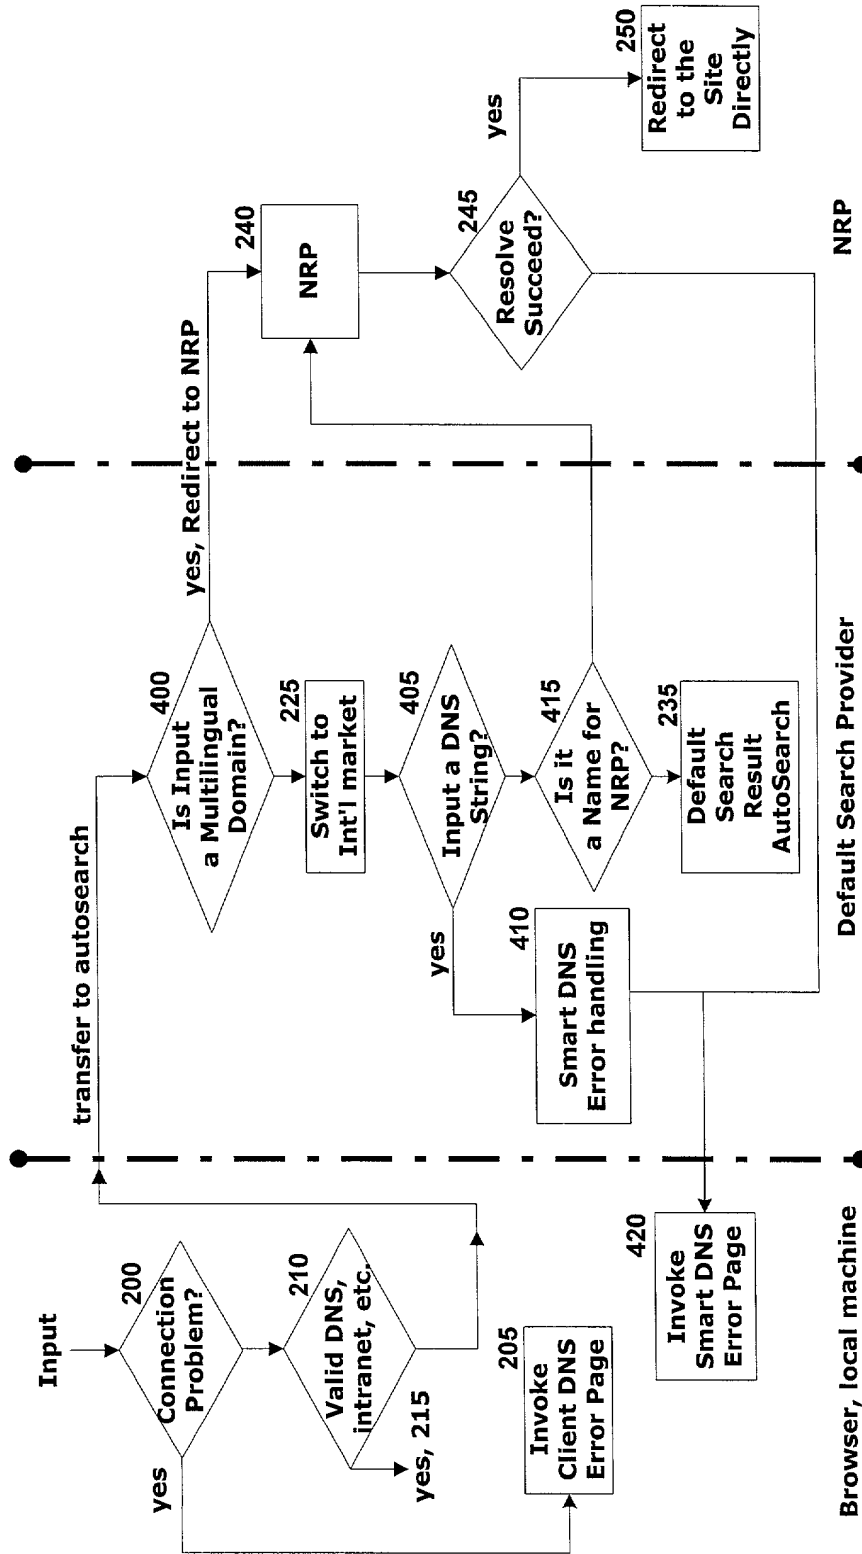 Input
200
Connection
Problem?
yes
210
Valid DNS,
intranet, etc.
yes, 215
205
Invoke
Client DNS
Error Page
420
Invoke
Smart DNS
Error Page
Browser, local machine
transfer to autosearch
400
Is Input
a Multilingual
Domain?
yes, Redirect to NRP
225
Switch to
Int'l market
405
Input a DNS
String?
yes
410
Smart DNS
Error handling
415
Is it
a Name for
NRP?
235
Default
Search
Result
AutoSearch
Default Search Provider
240
NRP
245
Resolve
Succeed?
yes
250
Redirect
to the
Site
Directly
NRP